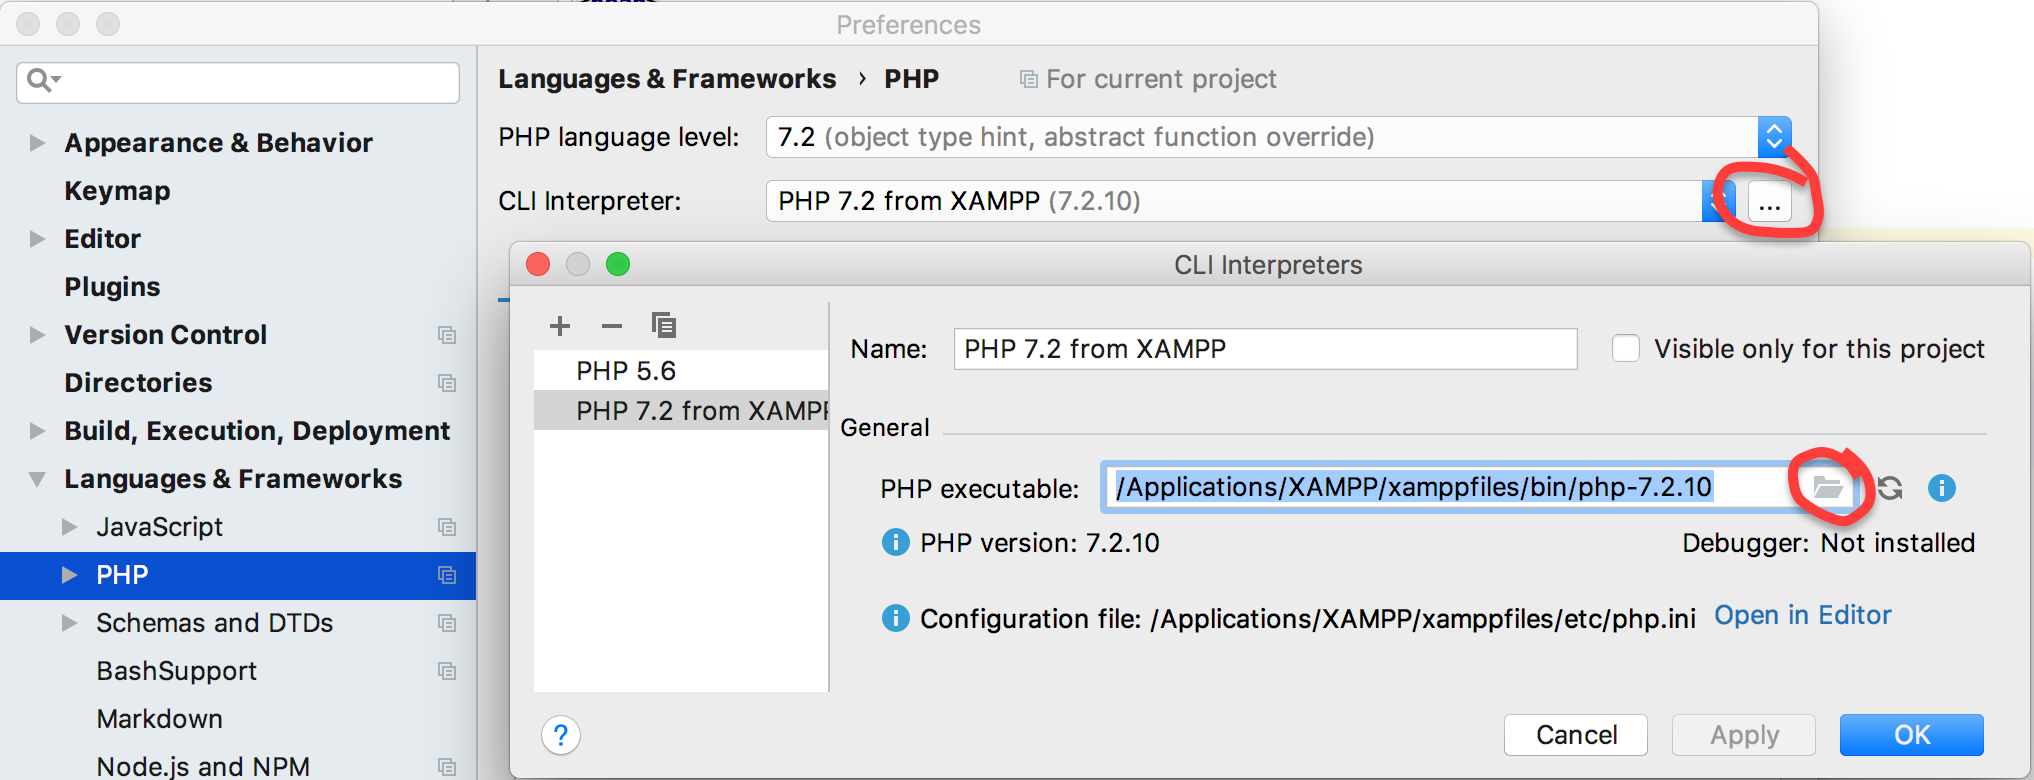 Preferences
Languages & Frameworks › PHP For current project
PHP language level: 7.2 (object type hint, abstract function override)
CLI Interpreter: PHP 7.2 from XAMPP (7.2.10) ...
Appearance & Behavior
Keymap
Editor
Plugins
Version Control
Directories
Build, Execution, Deployment
Languages & Frameworks
JavaScript
PHP
Schemas and DTDs
BashSupport
Markdown
Node.js and NPM
CLI Interpreters
PHP 5.6
PHP 7.2 from XAMPP
Name: PHP 7.2 from XAMPP Visible only for this project
General
PHP executable: /Applications/XAMPP/xamppfiles/bin/php-7.2.10
PHP version: 7.2.10 Debugger: Not installed
Configuration file: /Applications/XAMPP/xamppfiles/etc/php.ini Open in Editor
? Cancel Apply OK